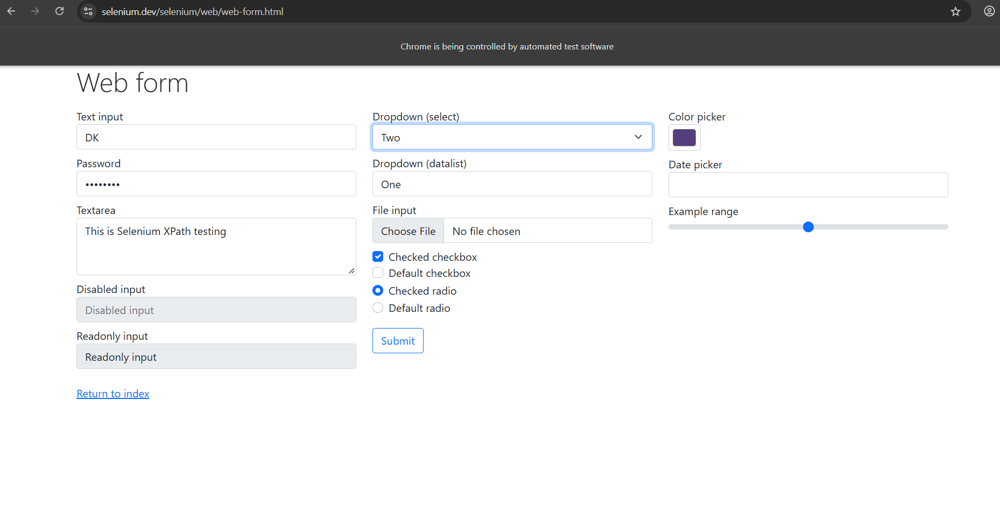 selenium.dev/selenium/web/web-form.html
Chrome is being controlled by automated test software
Web form
Text input
DK
Password
••••••••
Textarea
This is Selenium XPath testing
Disabled input
Disabled input
Readonly input
Readonly input
Return to index
Dropdown (select)
Two
Dropdown (datalist)
One
File input
Choose File No file chosen
Checked checkbox
Default checkbox
Checked radio
Default radio
Submit
Color picker
Date picker
Example range